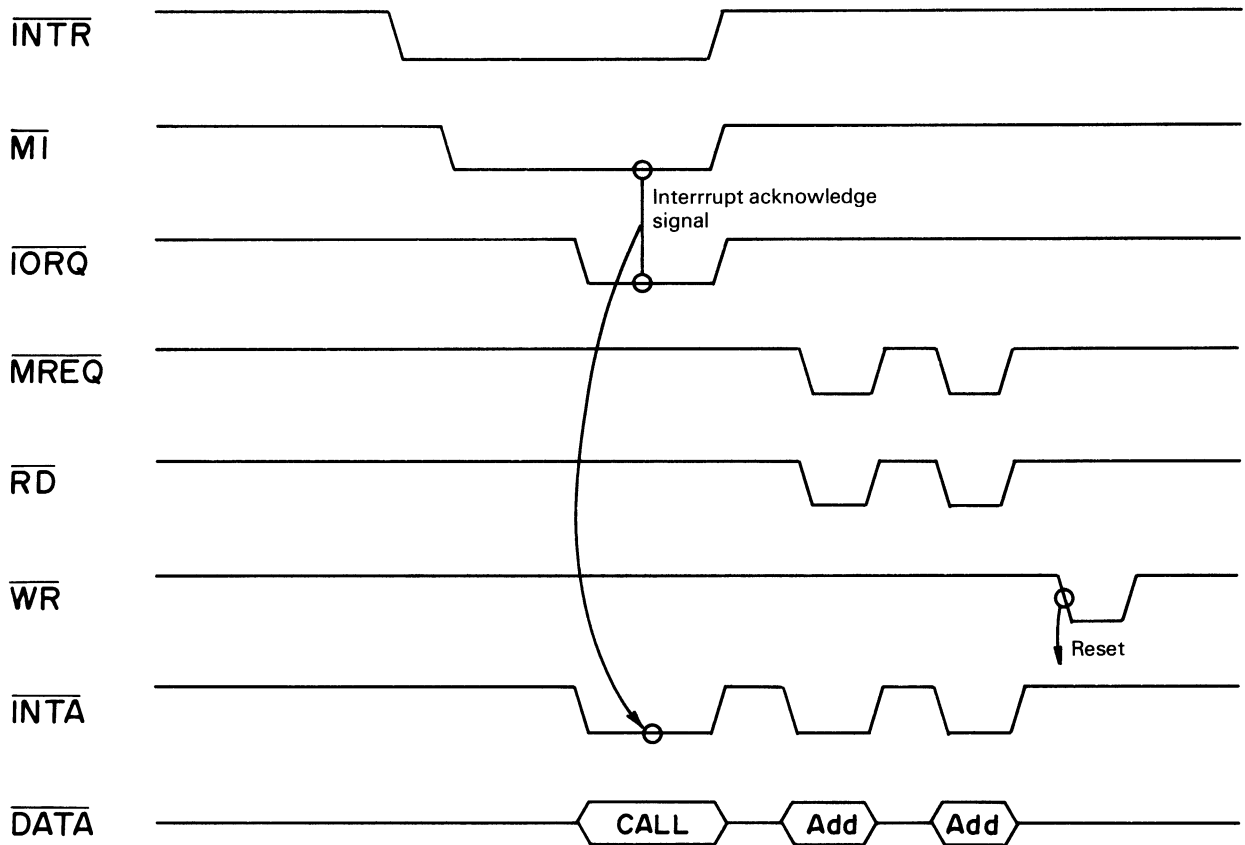 INTR
MI
Interrrupt acknowledge
signal
IORQ
MREQ
RD
WR
Reset
INTA
DATA
CALL
Add
Add